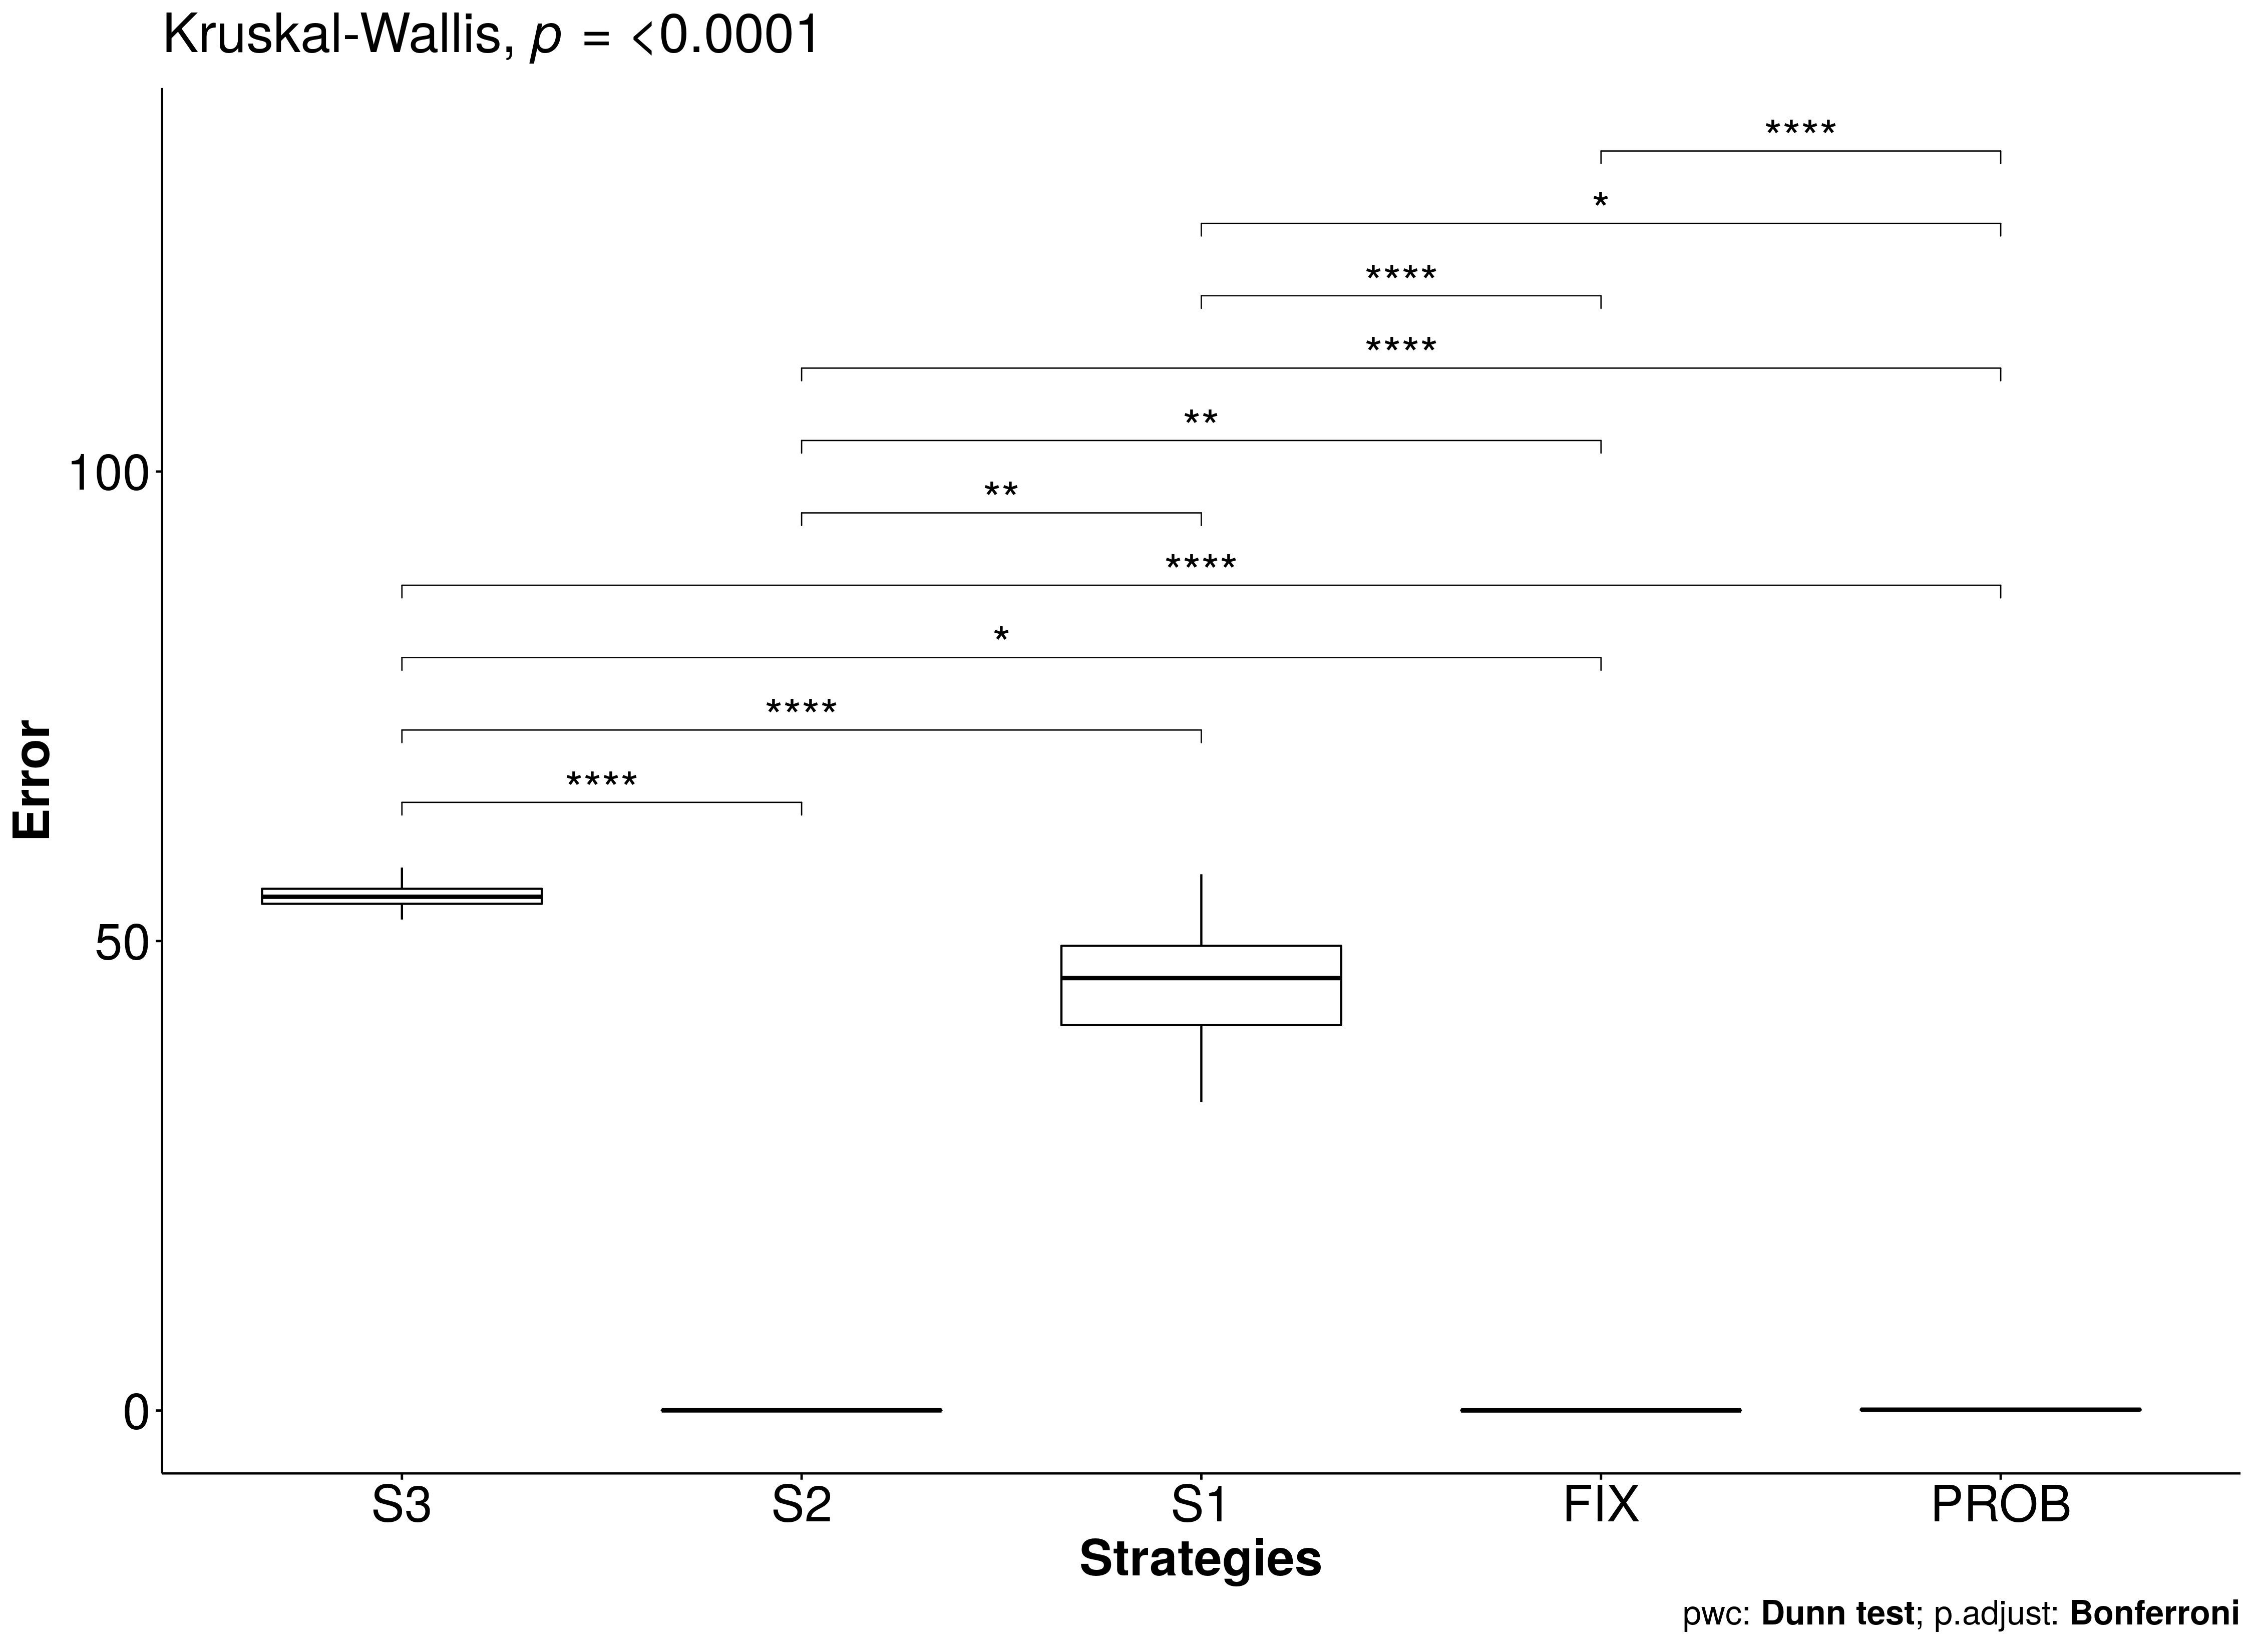 Kruskal-Wallis, p = <0.0001
****
*
****
****
**
**
****
*
****
****
Error
100
50
0
S3 S2 S1 FIX PROB
Strategies
pwc: Dunn test; p.adjust: Bonferroni